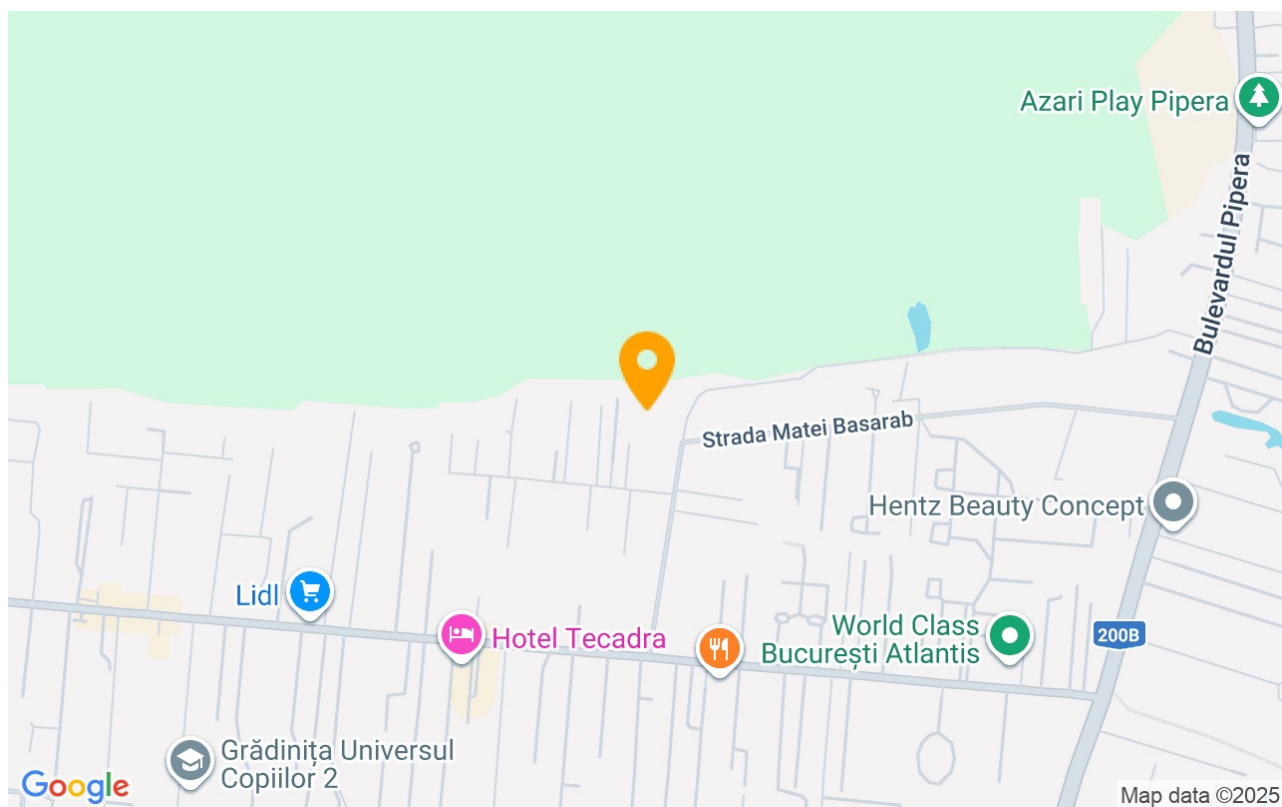 Azari Play Pipera
Bulevardul Pipera
Strada Matei Basarab
Hentz Beauty Concept
Lidl
Hotel Tecadra
World Class
București Atlantis
200B
Grădinița Universul
Copiilor 2
Google
Map data ©2025